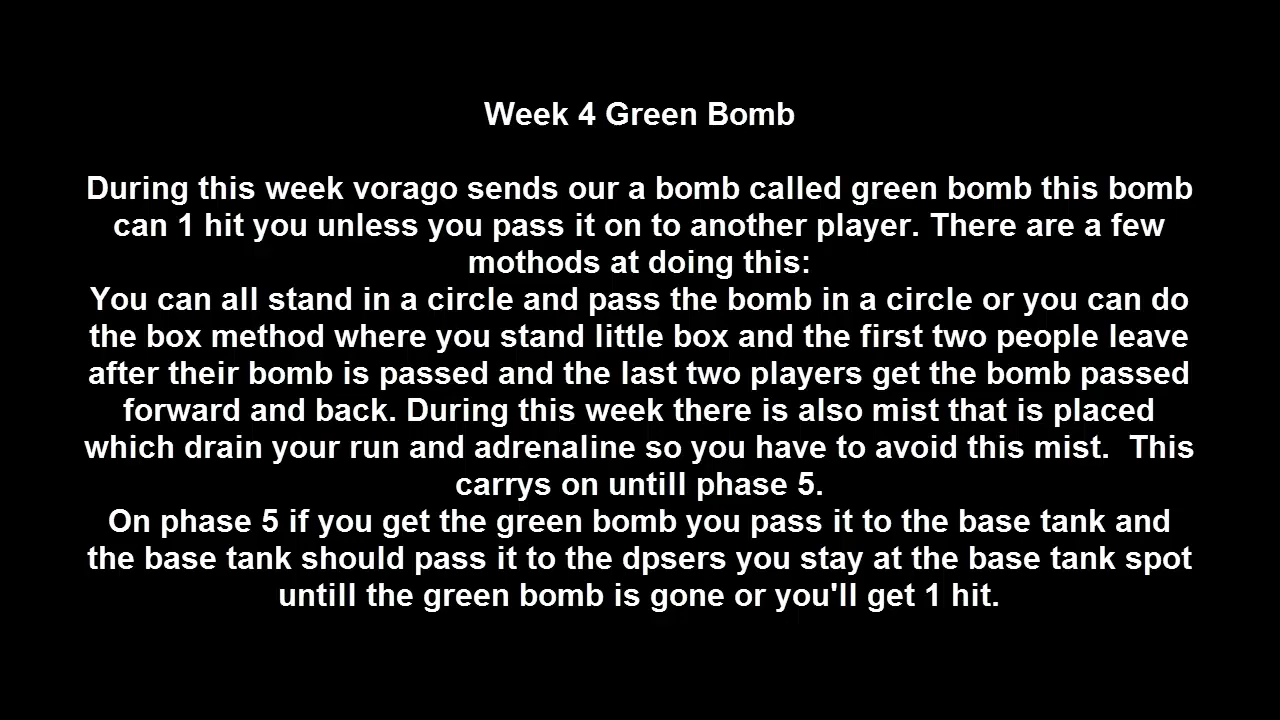 Week 4 Green Bomb
During this week vorago sends our a bomb called green bomb this bomb
can 1 hit you unless you pass it on to another player. There are a few
mothods at doing this:
You can all stand in a circle and pass the bomb in a circle or you can do
the box method where you stand little box and the first two people leave
after their bomb is passed and the last two players get the bomb passed
forward and back. During this week there is also mist that is placed
which drain your run and adrenaline so you have to avoid this mist.  This
carrys on untill phase 5.
On phase 5 if you get the green bomb you pass it to the base tank and
the base tank should pass it to the dpsers you stay at the base tank spot
untill the green bomb is gone or you'll get 1 hit.